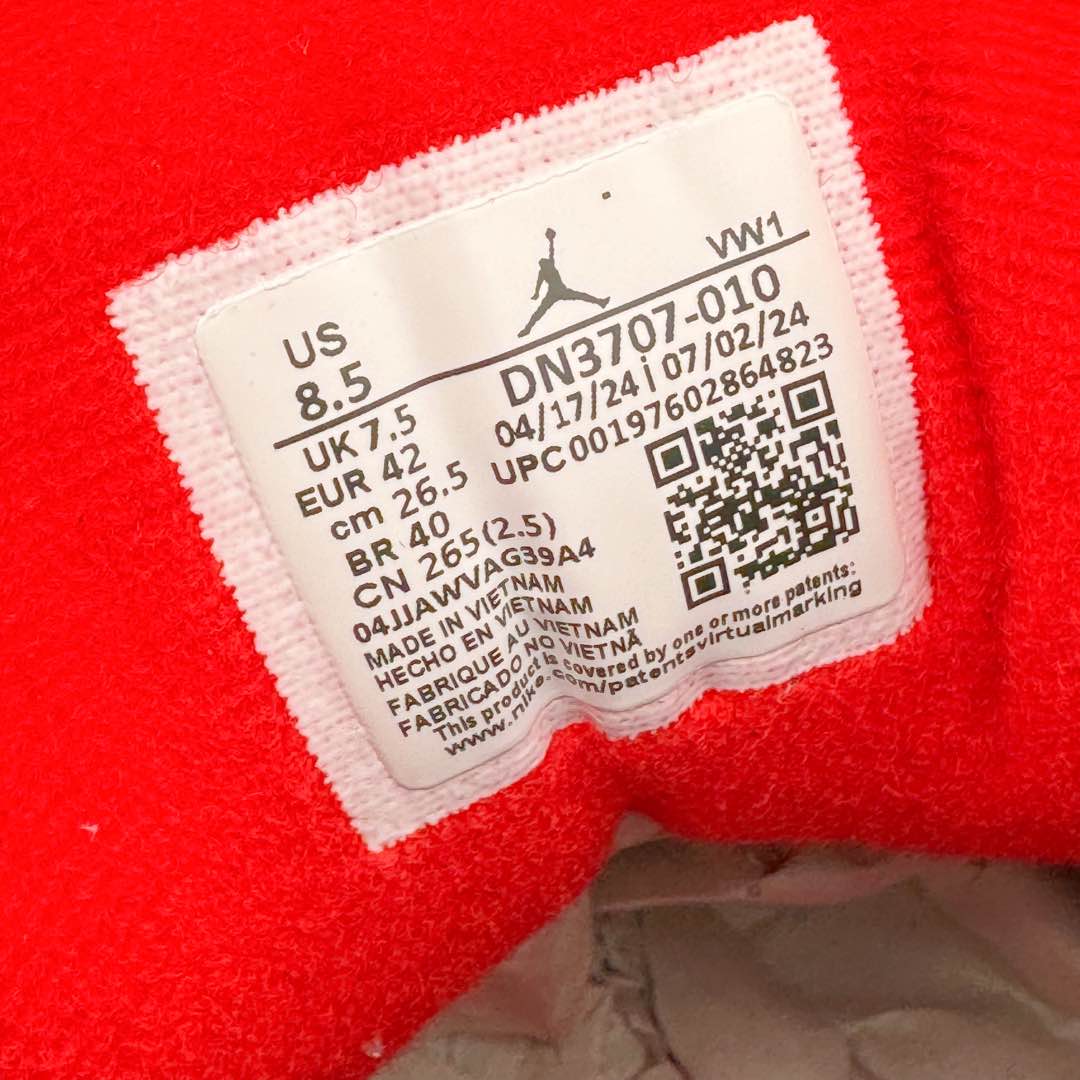 US
8.5
VW1
UK 7.5
EUR 42
cm 26.5
BR 40
CN 265(2.5)
DN3707-010
04/17/24 | 07/02/24
UPC 00197602864823
04JJAWVAG39A4
MADE IN VIETNAM
HECHO EN VIETNAM
FABRIQUE AU VIETNAM
FABRICADO NO VIETNÃ
This product is covered by one or more patents:
www.nike.com/patentsvirtualmarking